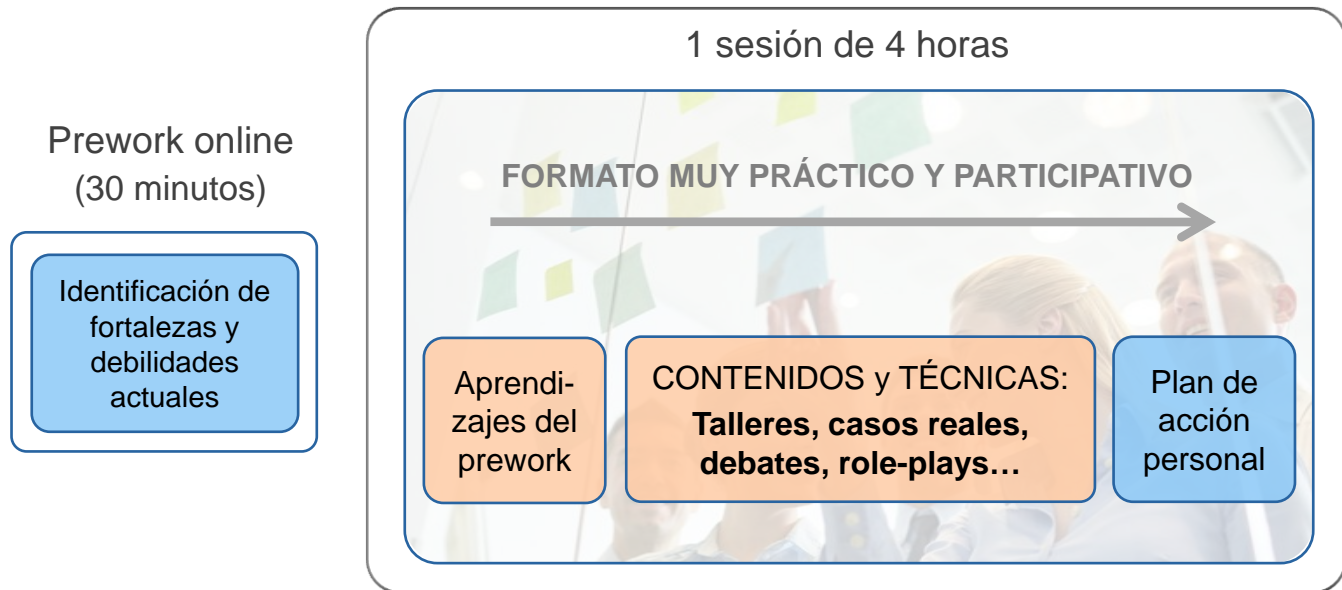 Prework online
(30 minutos)
Identificación de
fortalezas y
debilidades
actuales
1 sesión de 4 horas
FORMATO MUY PRÁCTICO Y PARTICIPATIVO
Aprendi-
zajes del
prework
CONTENIDOS y TÉCNICAS:
Talleres, casos reales,
debates, role-plays…
Plan de
acción
personal